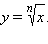 y = ⁿ√x.